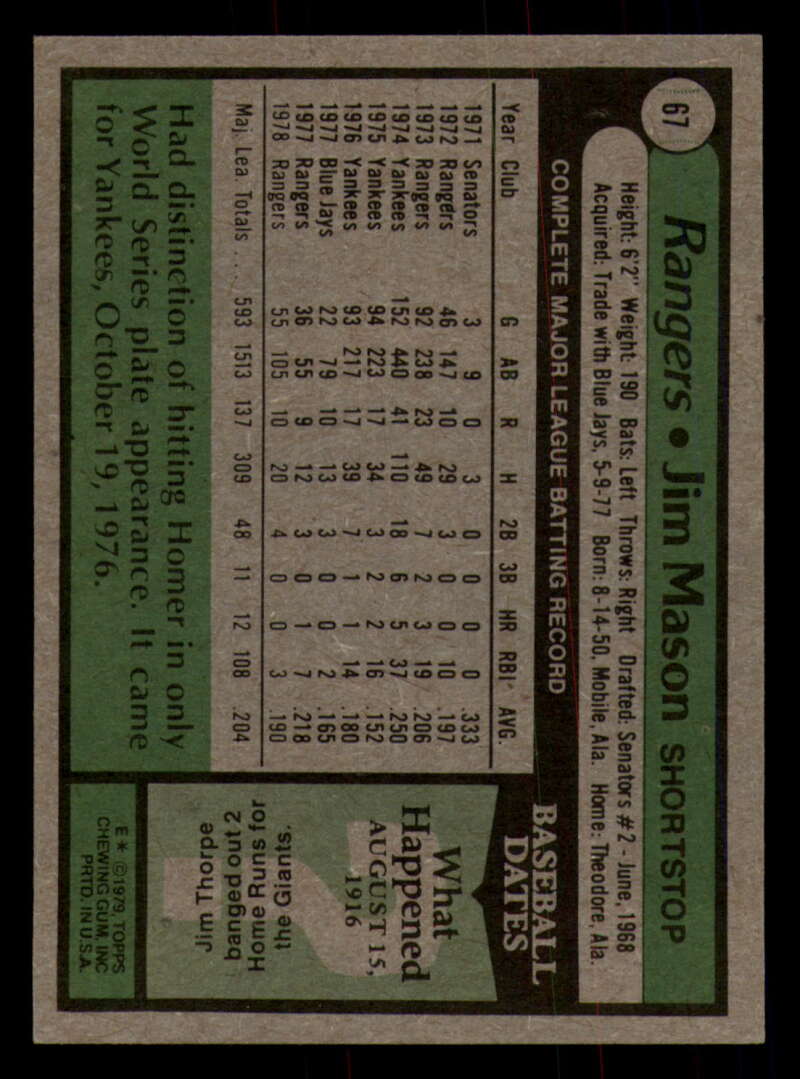 67
Rangers • Jim Mason SHORTSTOP
Height: 6'2" Weight: 190 Bats: Left Throws: Right Drafted: Senators #2 - June, 1968
Acquired: Trade with Blue Jays, 5-9-77 Born: 8-14-50, Mobile, Ala. Home: Theodore, Ala.
COMPLETE MAJOR LEAGUE BATTING RECORD
Year Club G AB R H 2B 3B HR RBI AVG.
1971 Senators 3 9 0 3 0 0 0 0 .333
1972 Rangers 46 147 10 29 3 0 0 10 .197
1973 Rangers 92 238 23 49 7 2 3 19 .206
1974 Yankees 152 440 41 110 18 6 5 37 .250
1975 Yankees 94 223 17 34 3 2 2 16 .152
1976 Yankees 93 217 17 39 7 1 1 14 .180
1977 Blue Jays 22 79 10 13 3 0 0 2 .165
1977 Rangers 36 55 9 12 3 0 1 7 .218
1978 Rangers 55 105 10 20 4 0 0 3 .190
Maj. Lea Totals . . . 593 1513 137 309 48 11 12 108 .204
Had distinction of hitting Homer in only
World Series plate appearance. It came
for Yankees, October 19, 1976.
BASEBALL
DATES
What
Happened
AUGUST 15,
1916
Jim Thorpe
banged out 2
Home Runs for
the Giants.
E * ©1979, TOPPS
CHEWING GUM, INC
PRTD. IN U.S.A.